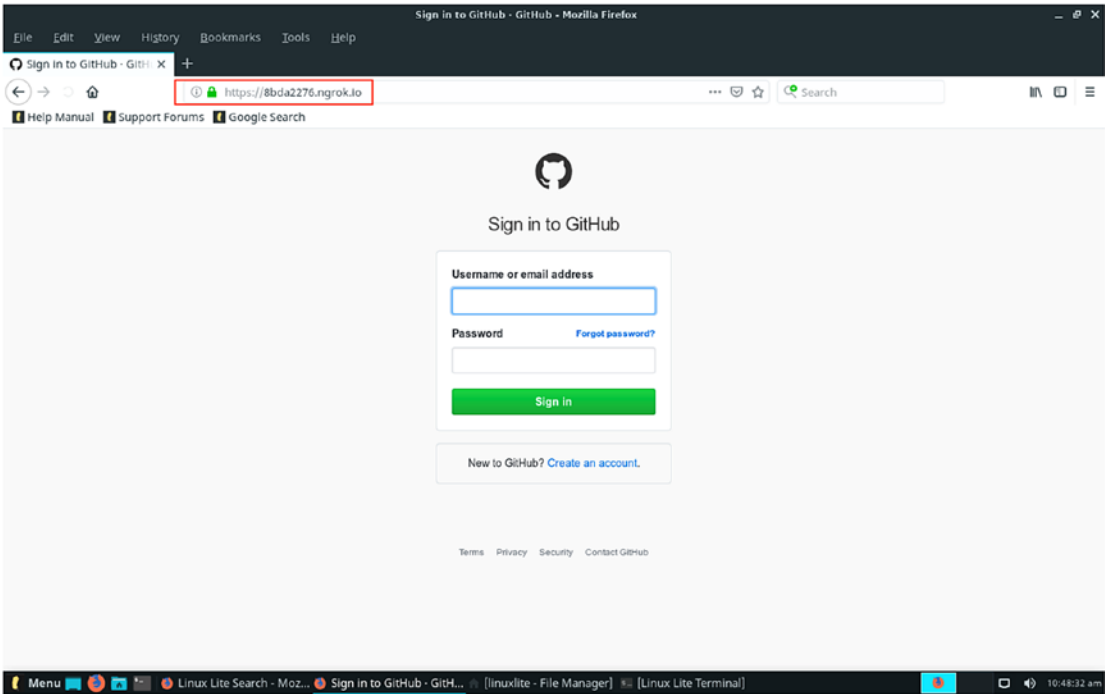 Sign in to GitHub - GitHub - Mozilla Firefox
File Edit View History Bookmarks Tools Help
Sign in to GitHub - GitH
https://8bda2276.ngrok.io Search
Help Manual Support Forums Google Search
Sign in to GitHub
Username or email address
Password Forgot password?
Sign in
New to GitHub? Create an account.
Terms Privacy Security Contact GitHub
Menu Linux Lite Search - Moz... Sign in to GitHub - GitH... [linuxlite - File Manager] [Linux Lite Terminal] 10:48:32 am